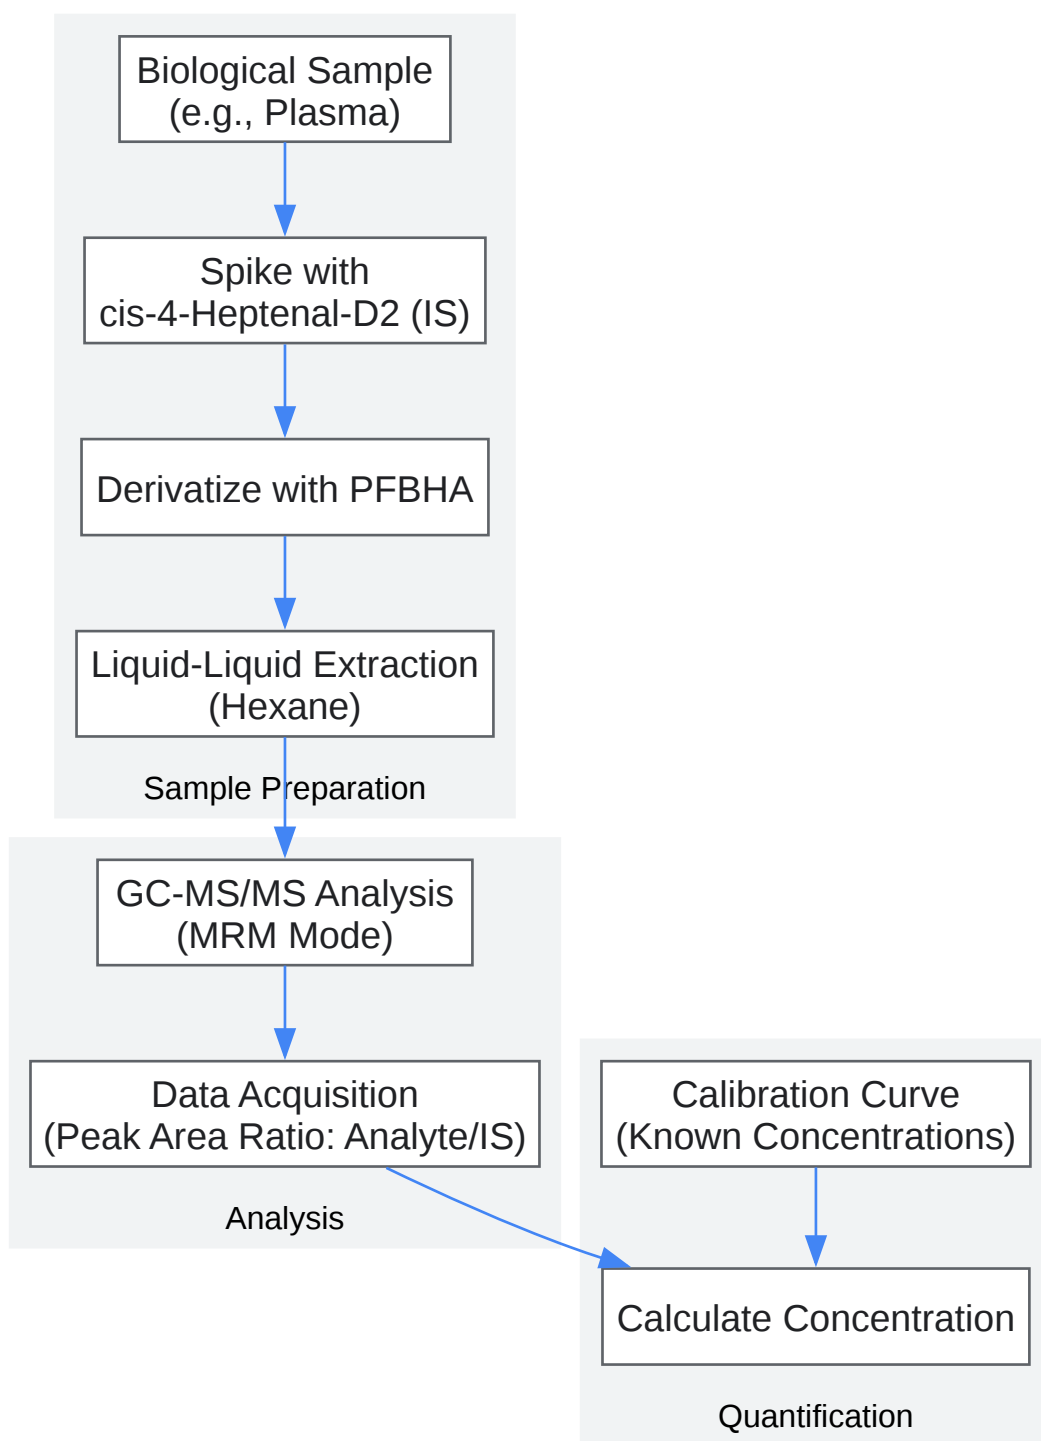 Biological Sample
(e.g., Plasma)
Spike with
cis-4-Heptenal-D2 (IS)
Derivatize with PFBHA
Liquid-Liquid Extraction
(Hexane)
Sample Preparation
GC-MS/MS Analysis
(MRM Mode)
Data Acquisition
(Peak Area Ratio: Analyte/IS)
Analysis
Calibration Curve
(Known Concentrations)
Calculate Concentration
Quantification